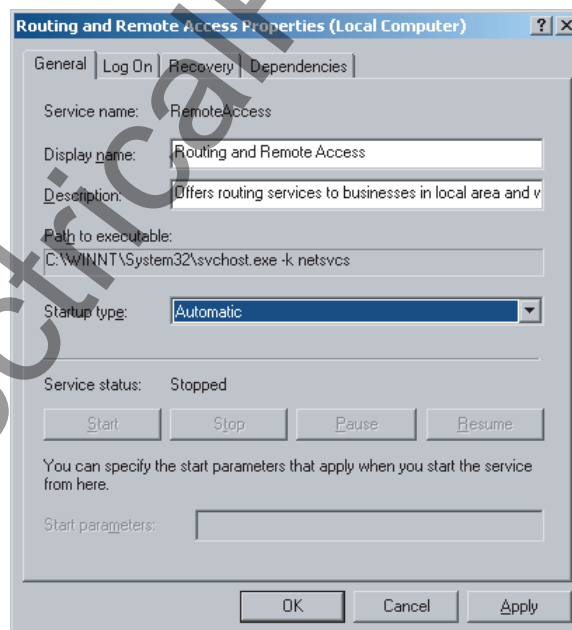 Routing and Remote Access Properties (Local Computer)
General Log On Recovery Dependencies
Service name: RemoteAccess
Display name: Routing and Remote Access
Description: Offers routing services to businesses in local area and w
Path to executable:
C:\WINNT\System32\svchost.exe -k netsvcs
Startup type: Automatic
Service status: Stopped
Start Stop Pause Resume
You can specify the start parameters that apply when you start the service
from here.
Start parameters:
OK Cancel Apply